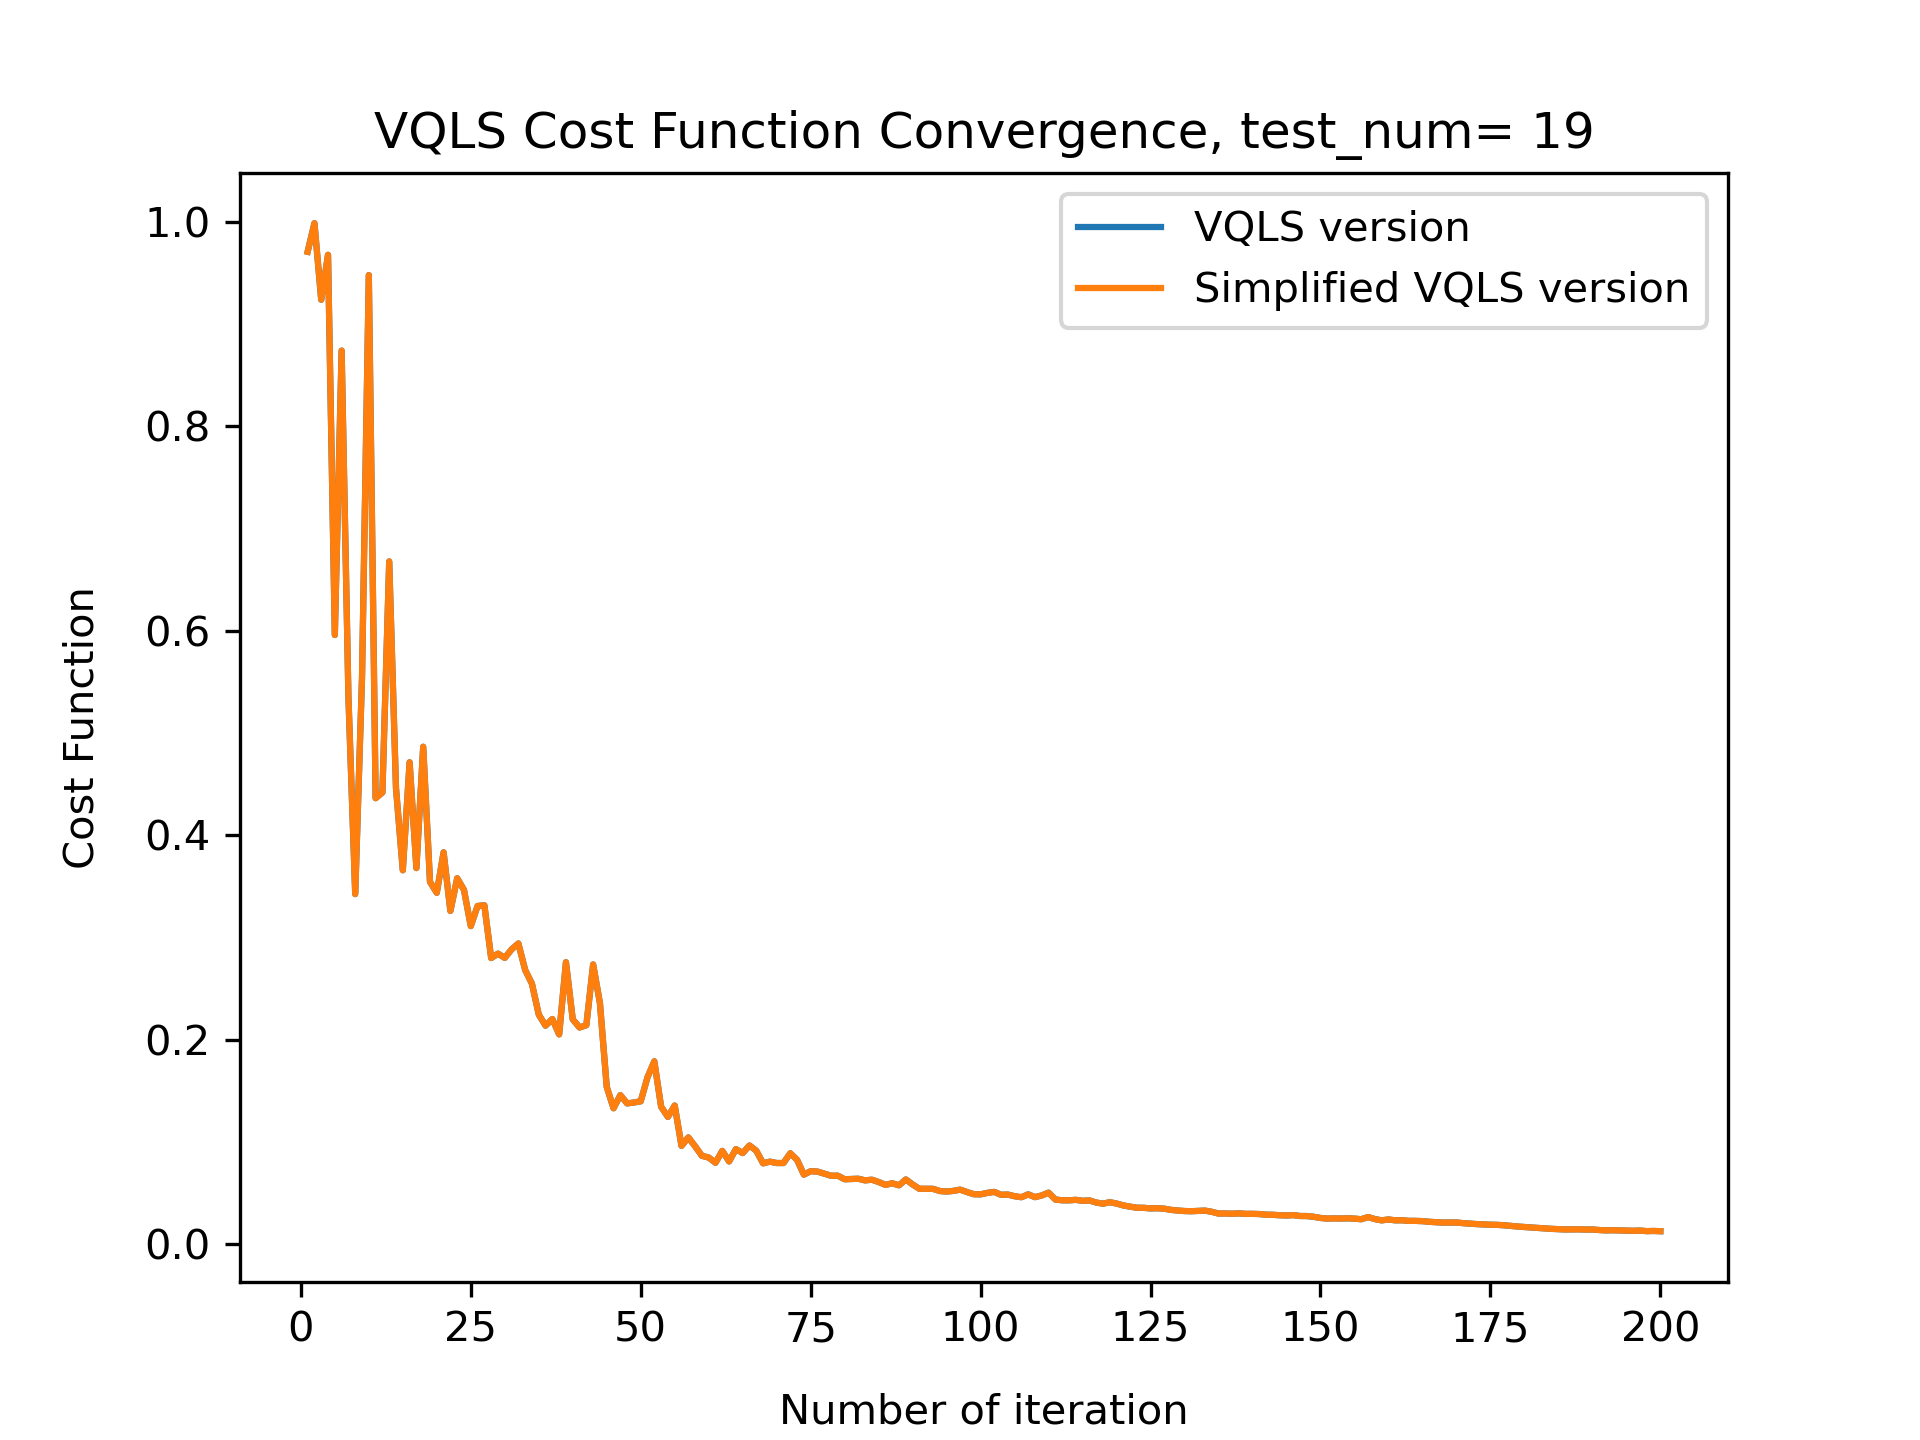 VQLS Cost Function Convergence, test_num= 19
VQLS version
Simplified VQLS version
1.0
0.8
0.6
0.4
0.2
0.0
Cost Function
0 25 50 75 100 125 150 175 200
Number of iteration